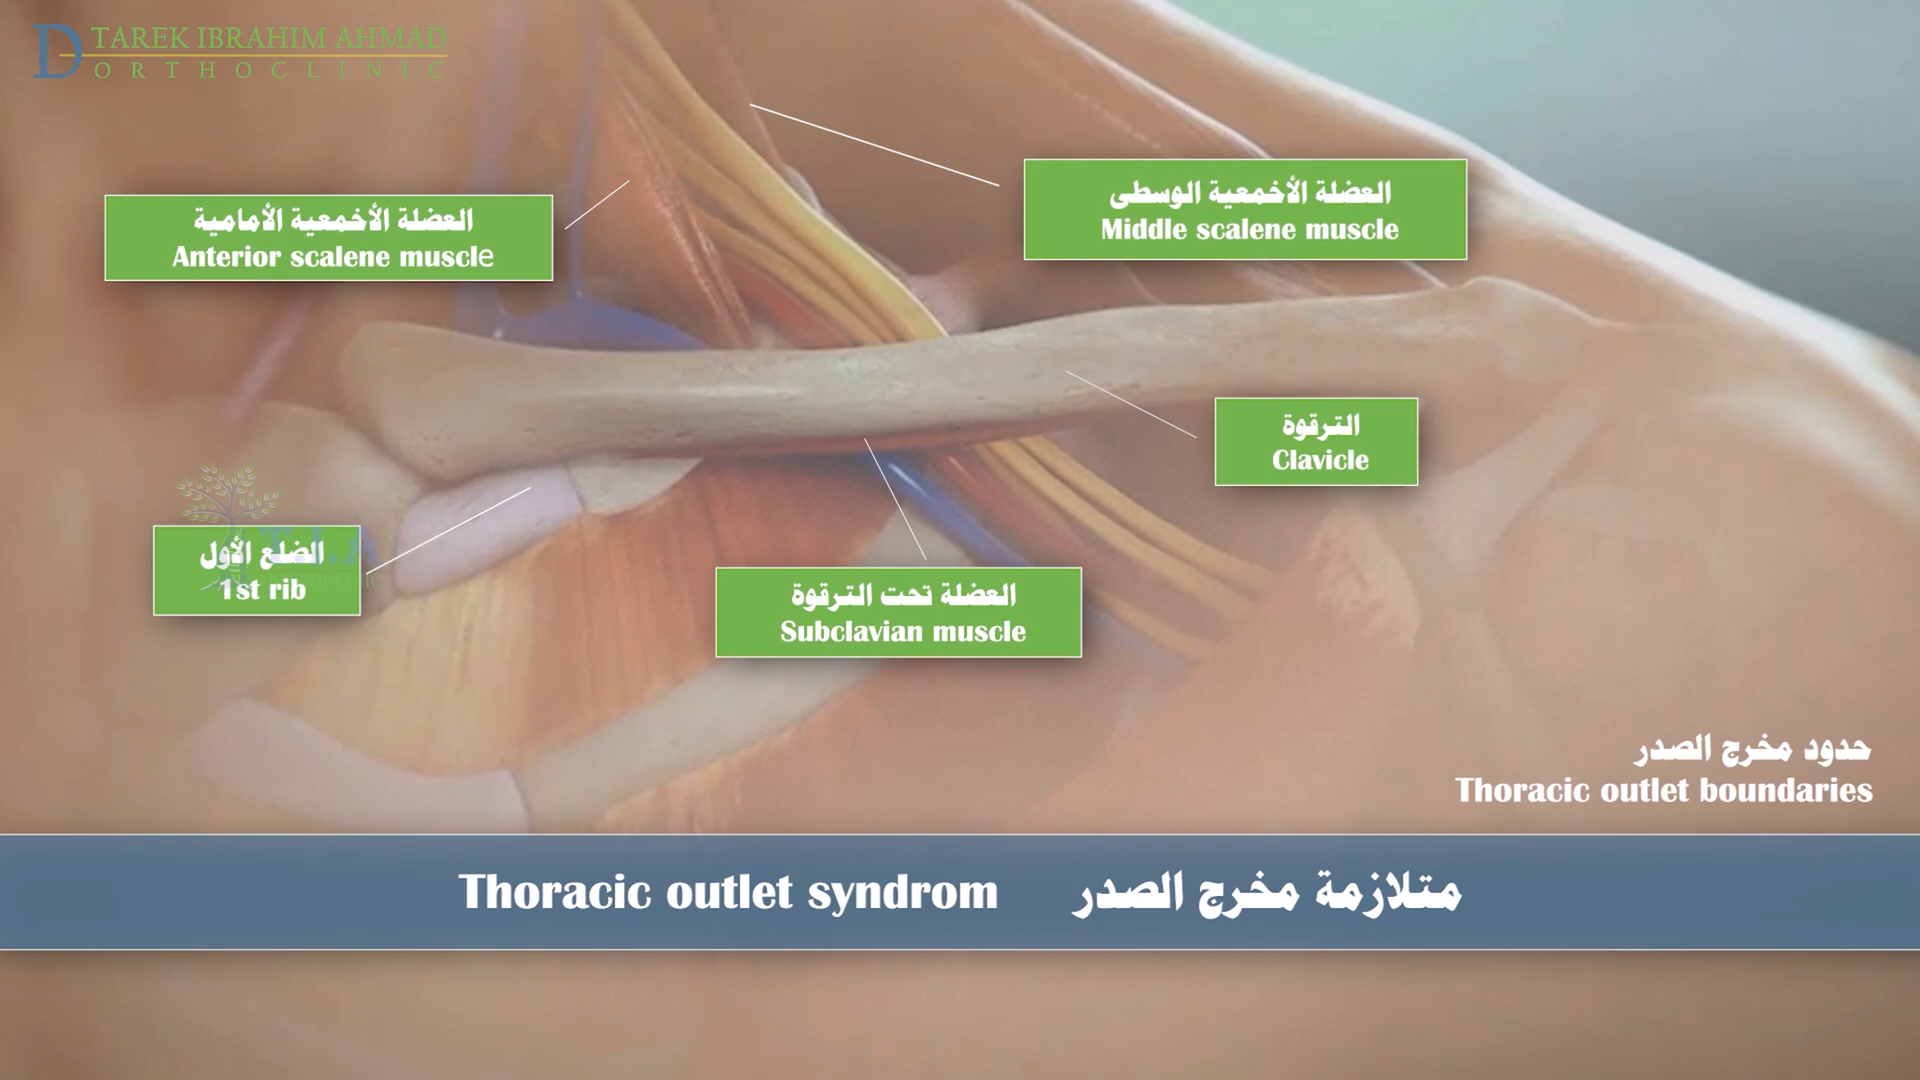 TAREK IBRAHIM AHMAD
ORTHOCLINIC
العضلة الأخمعية الوسطى
Middle scalene muscle
العضلة الأخمعية الأمامية
Anterior scalene muscle
الترقوة
Clavicle
الضلع الأول
1st rib
العضلة تحت الترقوة
Subclavian muscle
حدود مخرج الصدر
Thoracic outlet boundaries
Thoracic outlet syndrom متلازمة مخرج الصدر